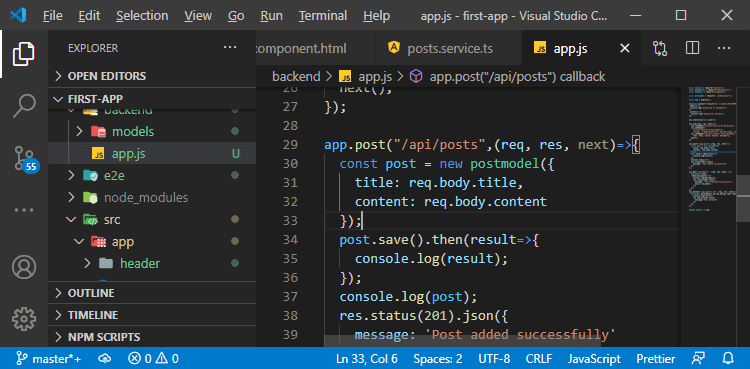 File Edit Selection View Go Run Terminal Help app.js - first-app - Visual Studio C...
EXPLORER
OPEN EDITORS
FIRST-APP
backend
models
JS app.js U
e2e
node_modules
src
app
header
OUTLINE
TIMELINE
NPM SCRIPTS
55
component.html TS posts.service.ts JS app.js
backend > JS app.js > app.post("/api/posts") callback
26 next();
27 });
28
29 app.post("/api/posts",(req, res, next)=>{
30 const post = new postmodel({
31 title: req.body.title,
32 content: req.body.content
33 });
34 post.save().then(result=>{
35 console.log(result);
36 });
37 console.log(post);
38 res.status(201).json({
39 message: 'Post added successfully'
master*+ 0 0 Ln 33, Col 6 Spaces: 2 UTF-8 CRLF JavaScript Prettier